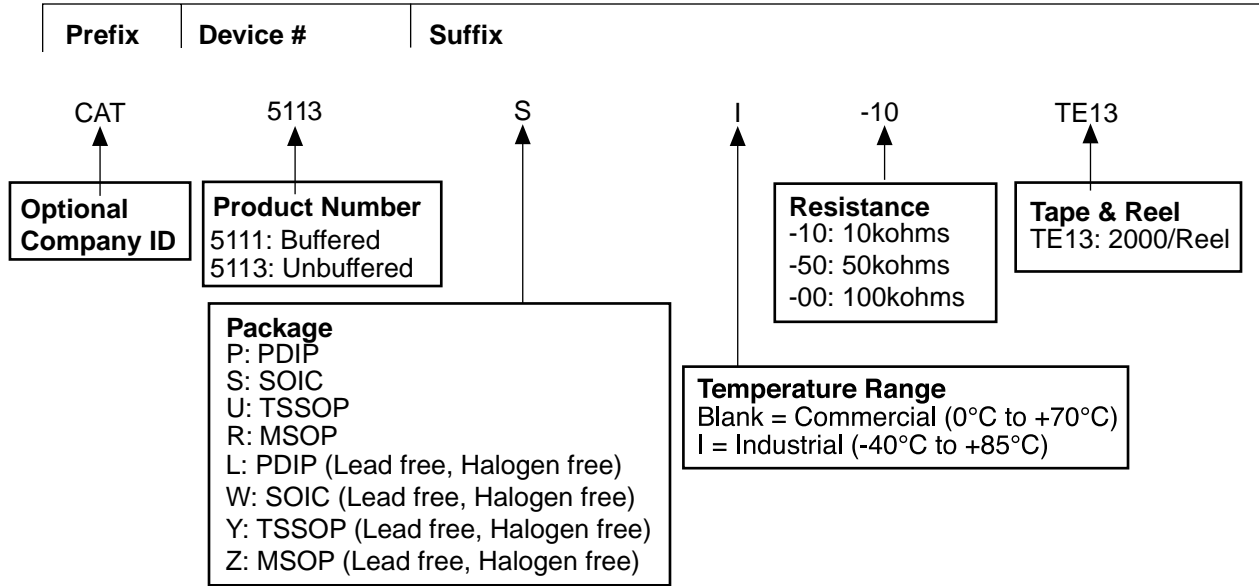 Prefix Device # Suffix
CAT 5113 S I -10 TE13
Optional
Company ID
Product Number
5111: Buffered
5113: Unbuffered
Resistance
-10: 10kohms
-50: 50kohms
-00: 100kohms
Tape & Reel
TE13: 2000/Reel
Package
P: PDIP
S: SOIC
U: TSSOP
R: MSOP
L: PDIP (Lead free, Halogen free)
W: SOIC (Lead free, Halogen free)
Y: TSSOP (Lead free, Halogen free)
Z: MSOP (Lead free, Halogen free)
Temperature Range
Blank = Commercial (0°C to +70°C)
I = Industrial (-40°C to +85°C)